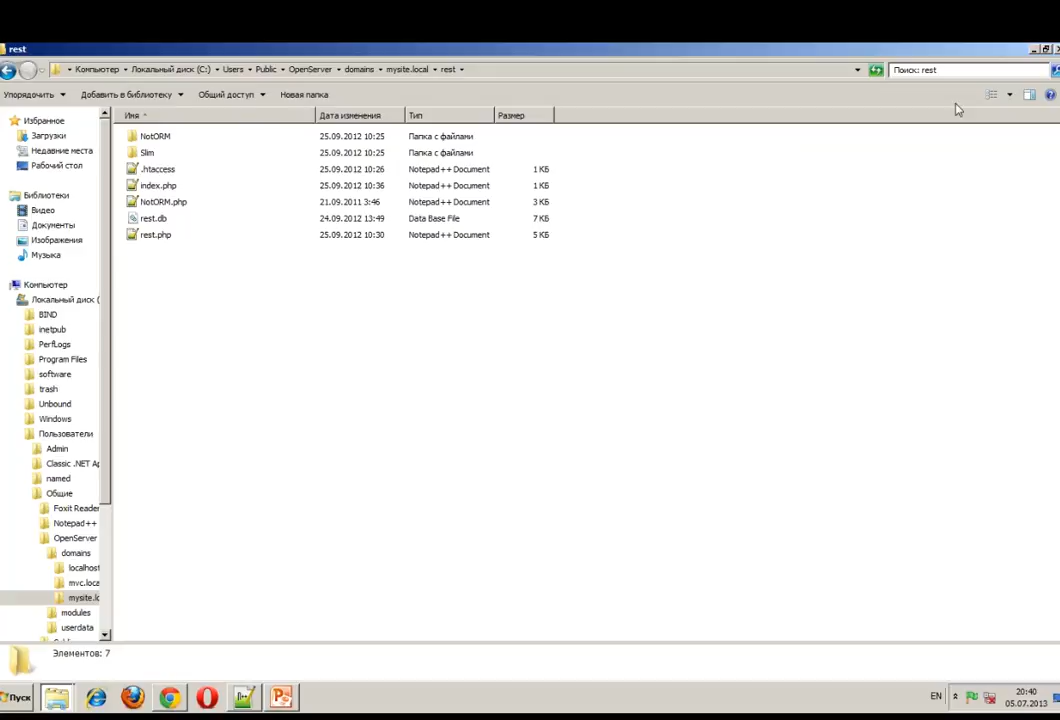 rest
Компьютер Локальный диск (C:) Users Public OpenServer domains mysite.local rest
Поиск: rest
Упорядочить Добавить в библиотеку Общий доступ Новая папка
Имя Дата изменения Тип Размер
NotORM 25.09.2012 10:25 Папка с файлами
Slim 25.09.2012 10:25 Папка с файлами
.htaccess 25.09.2012 10:26 Notepad++ Document 1 КБ
index.php 25.09.2012 10:36 Notepad++ Document 1 КБ
NotORM.php 21.09.2011 3:46 Notepad++ Document 3 КБ
rest.db 24.09.2012 13:49 Data Base File 7 КБ
rest.php 25.09.2012 10:30 Notepad++ Document 5 КБ
Избранное
Загрузки
Недавние места
Рабочий стол
Библиотеки
Видео
Документы
Изображения
Музыка
Компьютер
Локальный диск (
BIND
inetpub
PerfLogs
Program Files
software
trash
Unbound
Windows
Пользователи
Admin
Classic .NET Ap
named
Общие
Foxit Reader
Notepad++
OpenServer
domains
localhost
mvc.loca
mysite.lo
modules
userdata
Элементов: 7
Пуск
EN
20:40
05.07.2013